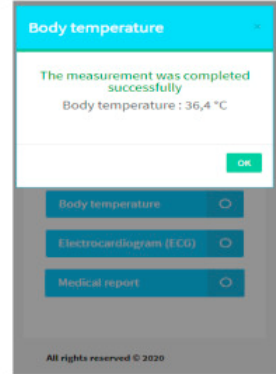 Body temperature ×
The measurement was completed
successfully
Body temperature : 36,4 °C
OK
Body temperature
Electrocardiogram (ECG)
Medical report
All rights reserved © 2020